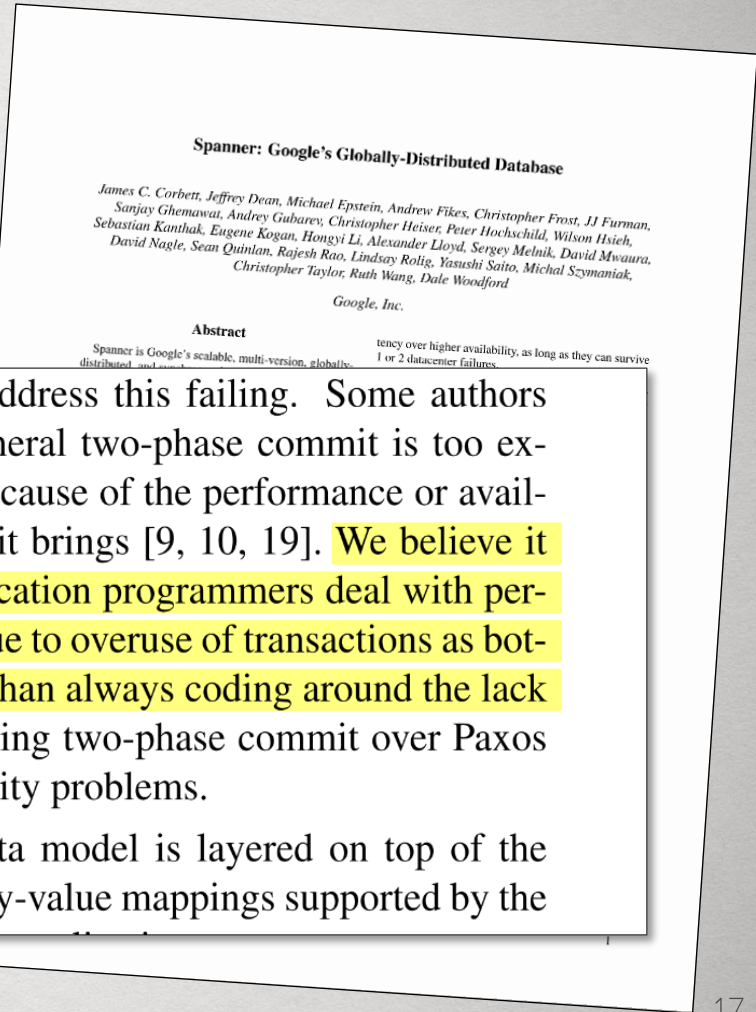 Spanner: Google's Globally-Distributed Database
James C. Corbett, Jeffrey Dean, Michael Epstein, Andrew Fikes, Christopher Frost, JJ Furman,
Sanjay Ghemawat, Andrey Gubarev, Christopher Heiser, Peter Hochschild, Wilson Hsieh,
Sebastian Kanthak, Eugene Kogan, Hongyi Li, Alexander Lloyd, Sergey Melnik, David Mwaura,
David Nagle, Sean Quinlan, Rajesh Rao, Lindsay Rolig, Yasushi Saito, Michal Szymaniak,
Christopher Taylor, Ruth Wang, Dale Woodford
Google, Inc.
Abstract
Spanner is Google's scalable, multi-version, globally-
distributed, and
tency over higher availability, as long as they can survive
1 or 2 datacenter failures.
ddress this failing. Some authors
neral two-phase commit is too ex-
cause of the performance or avail-
it brings [9, 10, 19]. We believe it
cation programmers deal with per-
ue to overuse of transactions as bot-
han always coding around the lack
ing two-phase commit over Paxos
ity problems.
ta model is layered on top of the
y-value mappings supported by the
1
17